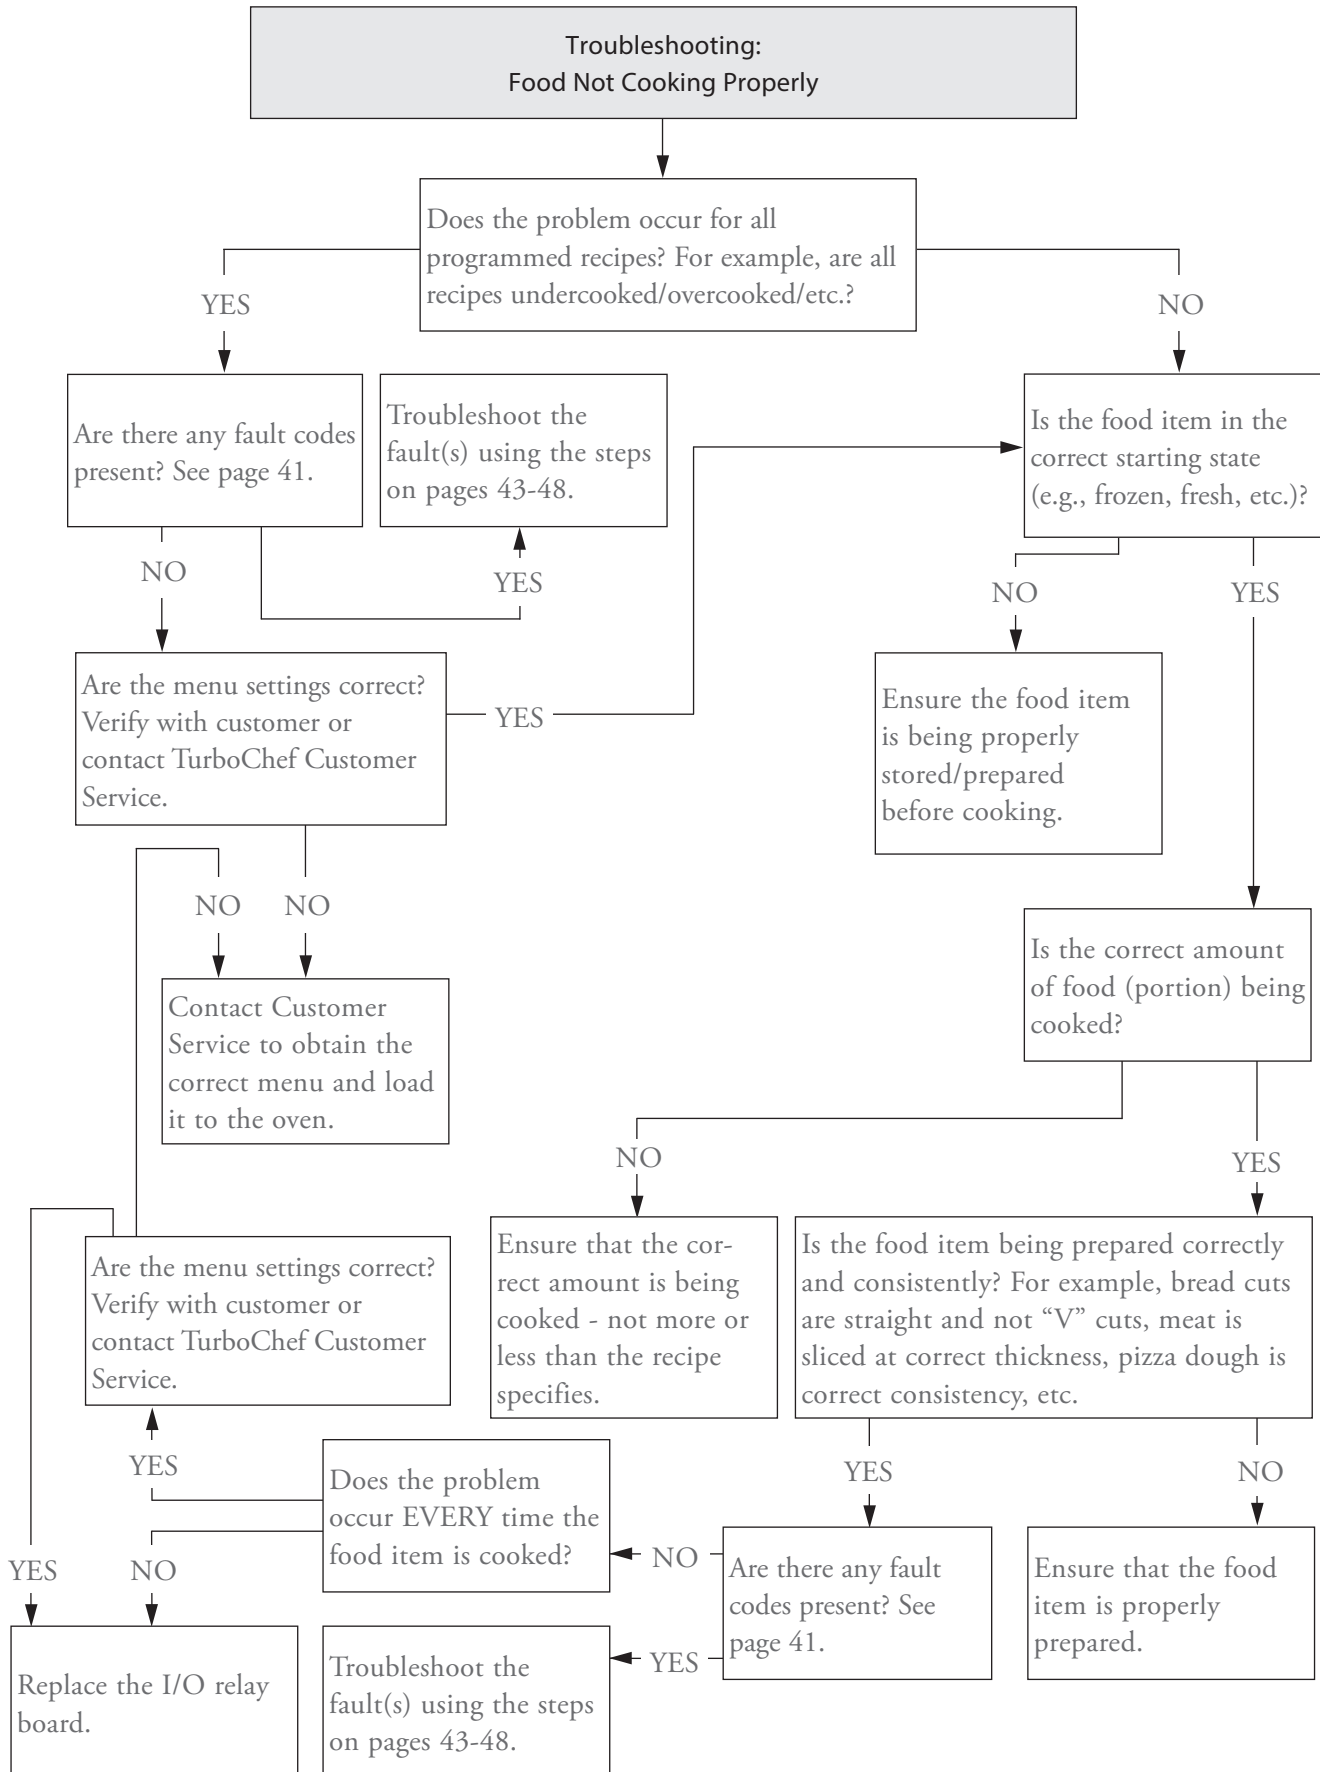 Troubleshooting:
Food Not Cooking Properly
Does the problem occur for all
programmed recipes? For example, are all
recipes undercooked/overcooked/etc.?
YES
NO
Are there any fault codes
present? See page 41.
Troubleshoot the
fault(s) using the steps
on pages 43-48.
Is the food item in the
correct starting state
(e.g., frozen, fresh, etc.)?
NO
YES
NO
YES
Are the menu settings correct?
Verify with customer or
contact TurboChef Customer
Service.
YES
Ensure the food item
is being properly
stored/prepared
before cooking.
NO
NO
Contact Customer
Service to obtain the
correct menu and load
it to the oven.
Is the correct amount
of food (portion) being
cooked?
NO
YES
Are the menu settings correct?
Verify with customer or
contact TurboChef Customer
Service.
Ensure that the cor-
rect amount is being
cooked - not more or
less than the recipe
specifies.
Is the food item being prepared correctly
and consistently? For example, bread cuts
are straight and not “V” cuts, meat is
sliced at correct thickness, pizza dough is
correct consistency, etc.
YES
YES
NO
Does the problem
occur EVERY time the
food item is cooked?
YES
NO
NO
Are there any fault
codes present? See
page 41.
Ensure that the food
item is properly
prepared.
YES
Replace the I/O relay
board.
Troubleshoot the
fault(s) using the steps
on pages 43-48.